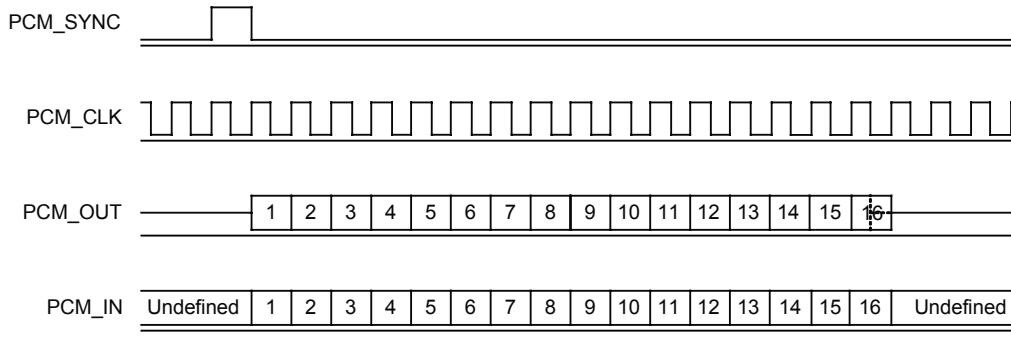 PCM_SYNC
PCM_CLK
PCM_OUT 1 2 3 4 5 6 7 8 9 10 11 12 13 14 15 16
PCM_IN Undefined 1 2 3 4 5 6 7 8 9 10 11 12 13 14 15 16 Undefined